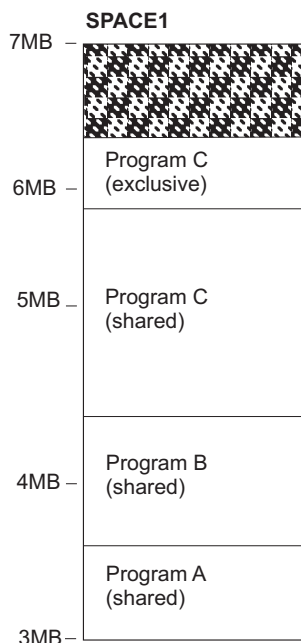 SPACE1
7MB
Program C
(exclusive)
6MB
Program C
(shared)
5MB
Program B
(shared)
4MB
Program A
(shared)
3MB